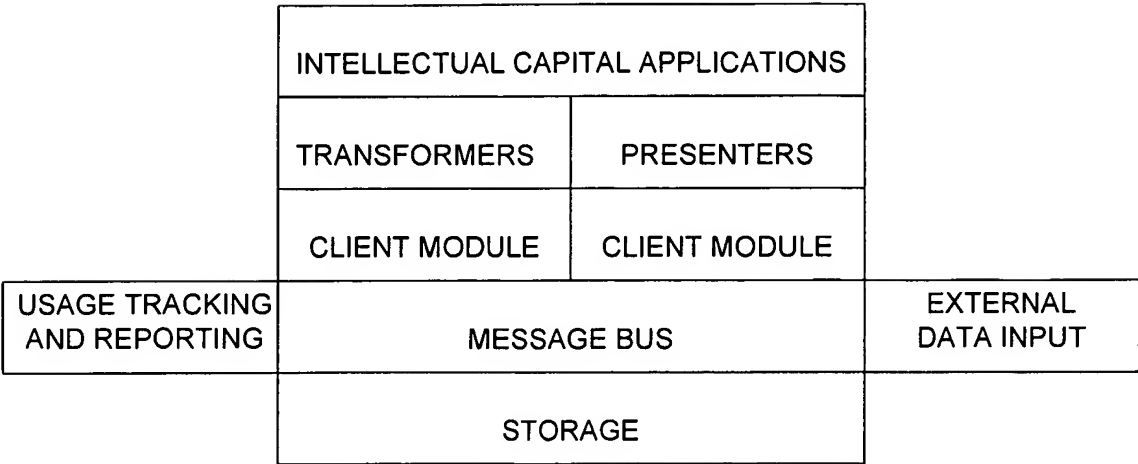 INTELLECTUAL CAPITAL APPLICATIONS
TRANSFORMERS
PRESENTERS
CLIENT MODULE
CLIENT MODULE
USAGE TRACKING
AND REPORTING
MESSAGE BUS
EXTERNAL
DATA INPUT
STORAGE